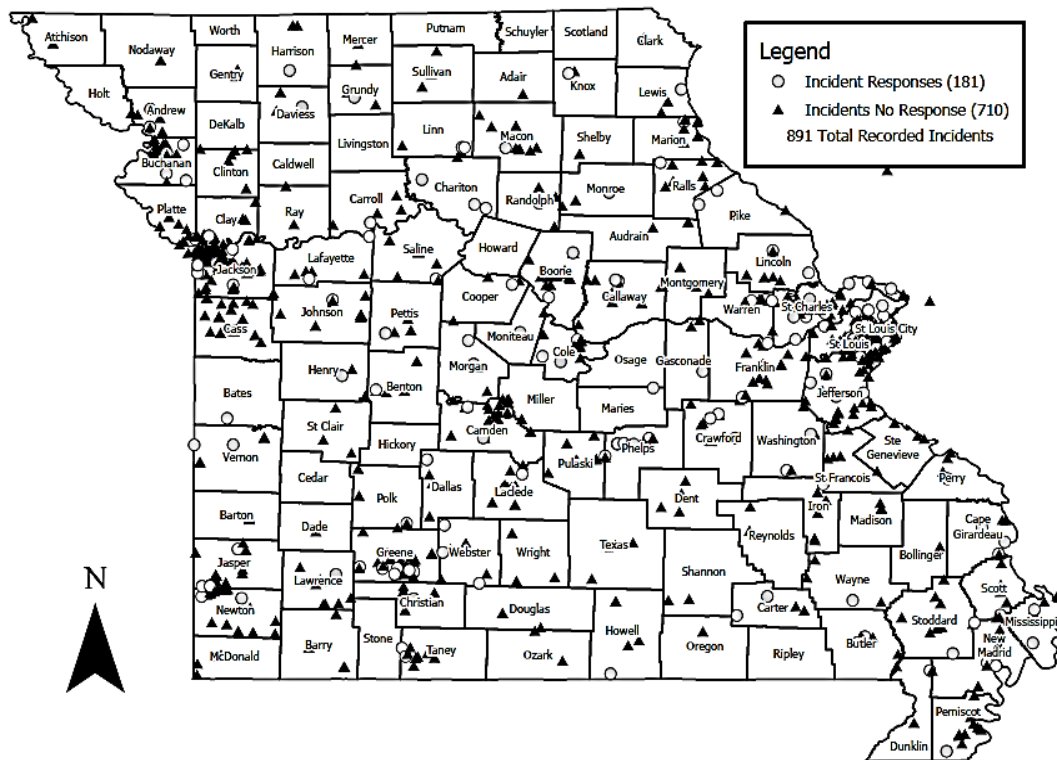 Atchison
Nodaway
Worth
Harrison
Mercer
Putnam
Schuyler
Scotland
Clark
Legend
Incident Responses (181)
Incidents No Response (710)
891 Total Recorded Incidents
Holt
Gentry
Sullivan
Adair
Knox
Lewis
Andrew
DeKalb
Daviess
Grundy
Linn
Macon
Shelby
Marion
Buchanan
Clinton
Caldwell
Livingston
Chariton
Randolph
Monroe
Ralls
Pike
Platte
Clay
Ray
Carroll
Saline
Howard
Boone
Audrain
Lincoln
Jackson
Lafayette
Cooper
Callaway
Montgomery
Warren
St Charles
St Louis City
St Louis
Cass
Johnson
Pettis
Moniteau
Cole
Osage
Gasconade
Franklin
Jefferson
Bates
Henry
Benton
Morgan
Miller
Maries
St Clair
Hickory
Camden
Pulaski
Phelps
Crawford
Washington
Ste
Genevieve
Vernon
Cedar
Polk
Dallas
Laclede
Dent
St Francois
Iron
Perry
Barton
Dade
Madison
Cape
Girardeau
Jasper
Greene
Webster
Wright
Texas
Reynolds
Bollinger
N
Lawrence
Christian
Shannon
Wayne
Scott
Newton
Douglas
Carter
Stoddard
Mississippi
McDonald
Barry
Stone
Taney
Ozark
Howell
Oregon
Ripley
Butler
New
Madrid
Pemiscot
Dunklin